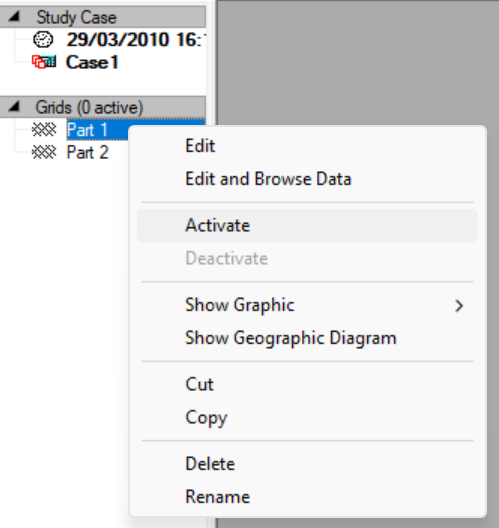 Study Case
29/03/2010 16:
Case1
Grids (0 active)
Part 1
Part 2
Edit
Edit and Browse Data
Activate
Deactivate
Show Graphic
Show Geographic Diagram
Cut
Copy
Delete
Rename